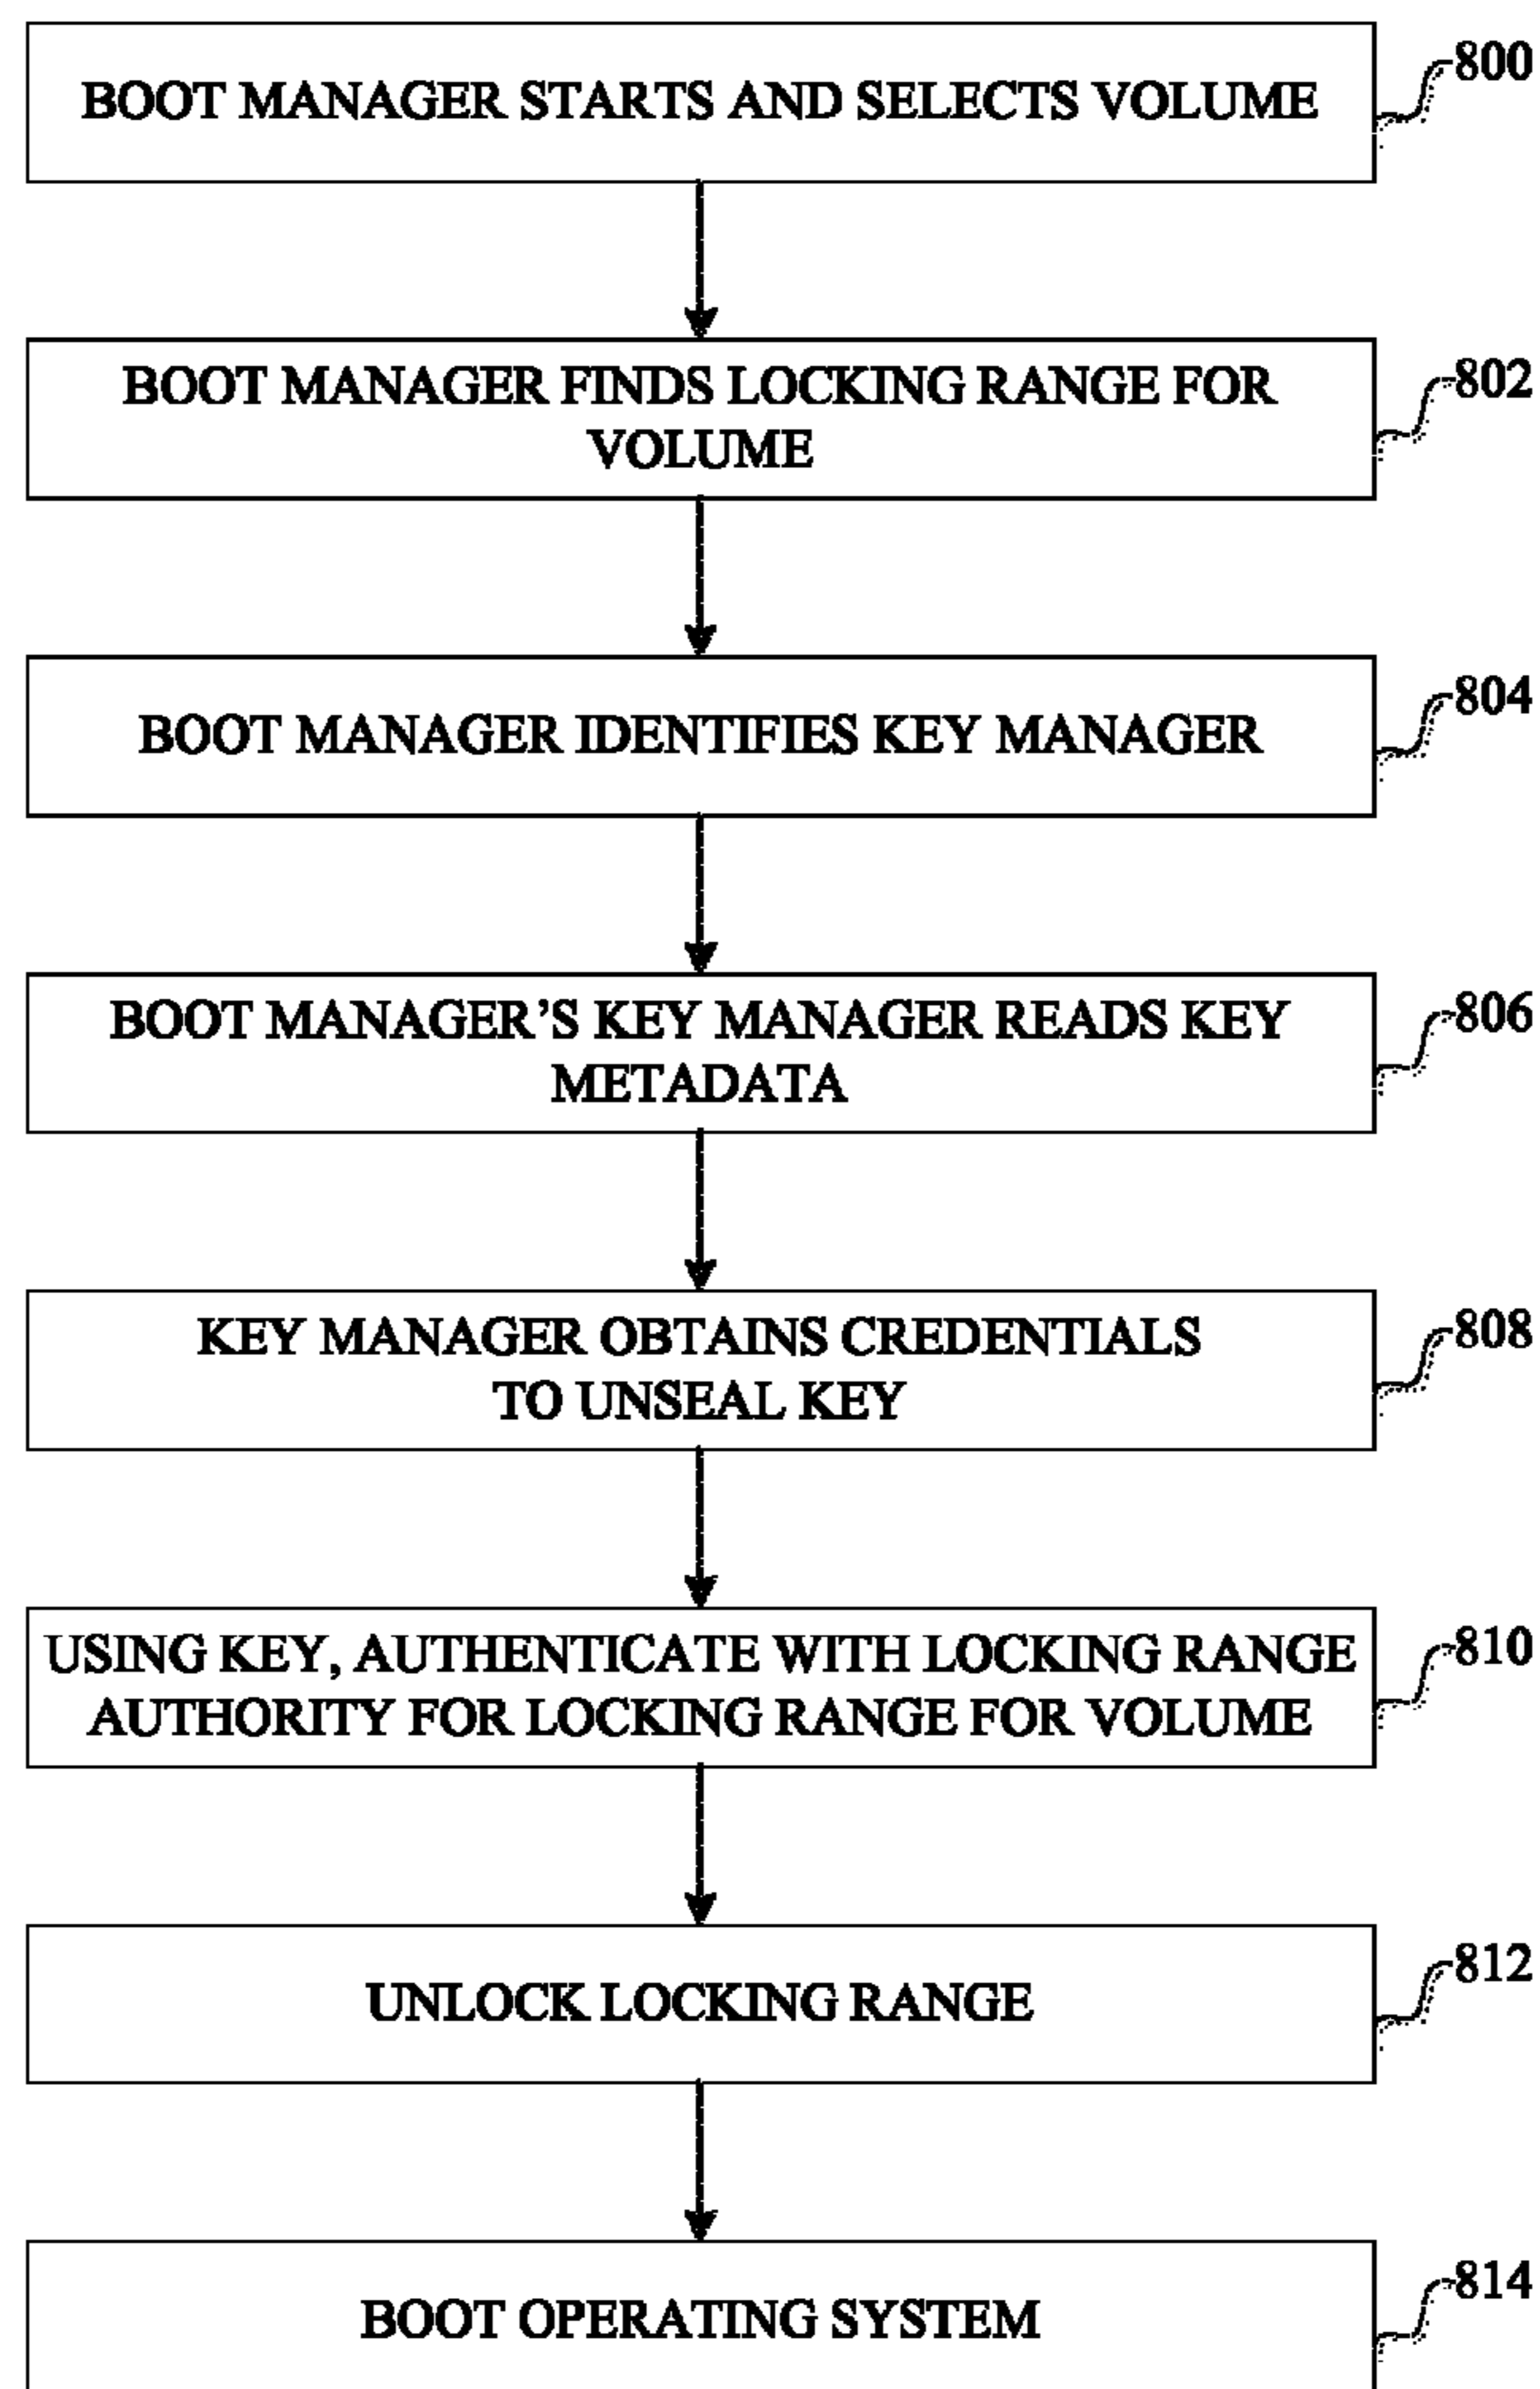 BOOT MANAGER STARTS AND SELECTS VOLUME
800
BOOT MANAGER FINDS LOCKING RANGE FOR
VOLUME
802
BOOT MANAGER IDENTIFIES KEY MANAGER
804
BOOT MANAGER’S KEY MANAGER READS KEY
METADATA
806
KEY MANAGER OBTAINS CREDENTIALS
TO UNSEAL KEY
808
USING KEY, AUTHENTICATE WITH LOCKING RANGE
AUTHORITY FOR LOCKING RANGE FOR VOLUME
810
UNLOCK LOCKING RANGE
812
BOOT OPERATING SYSTEM
814